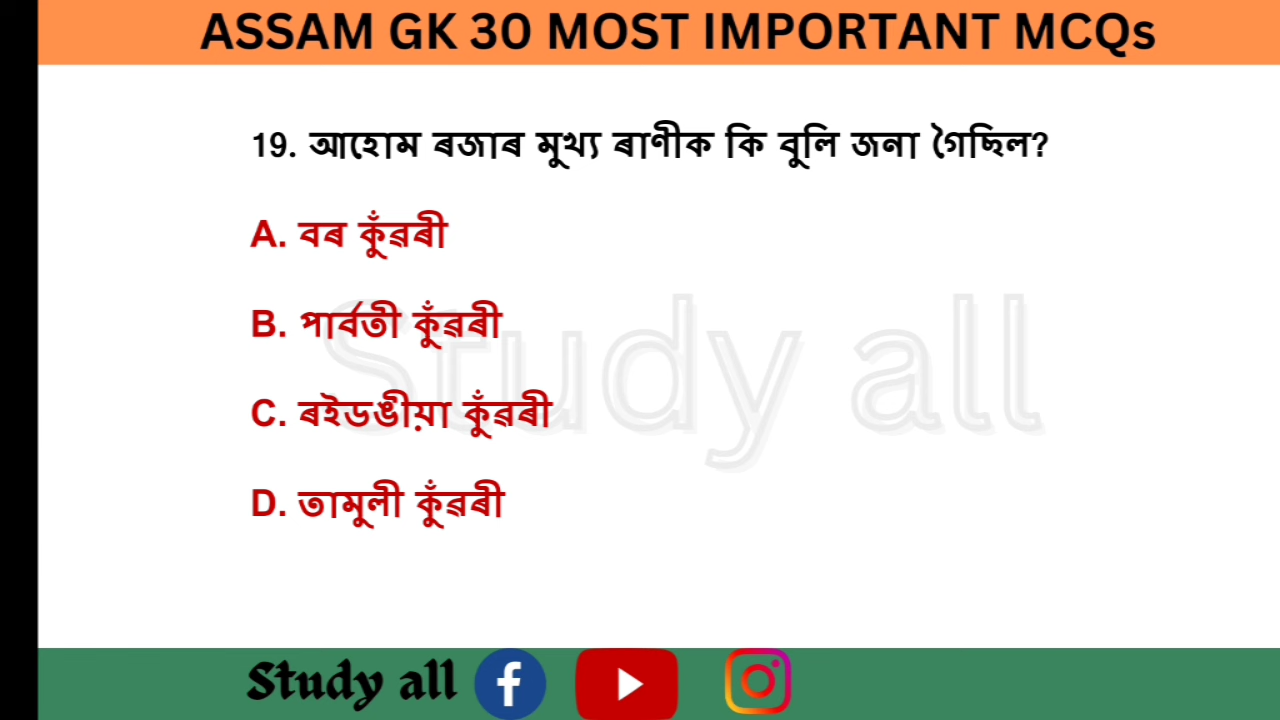 ASSAM GK 30 MOST IMPORTANT MCQs
19. আহোম ৰজাৰ মুখ্য ৰাণীক কি বুলি জনা গৈছিল?
A. বৰ কুঁৱৰী
B. পাৰ্বতী কুঁৱৰী
C. ৰইডঙীয়া কুঁৱৰী
D. তামুলী কুঁৱৰী
Study all
Study all